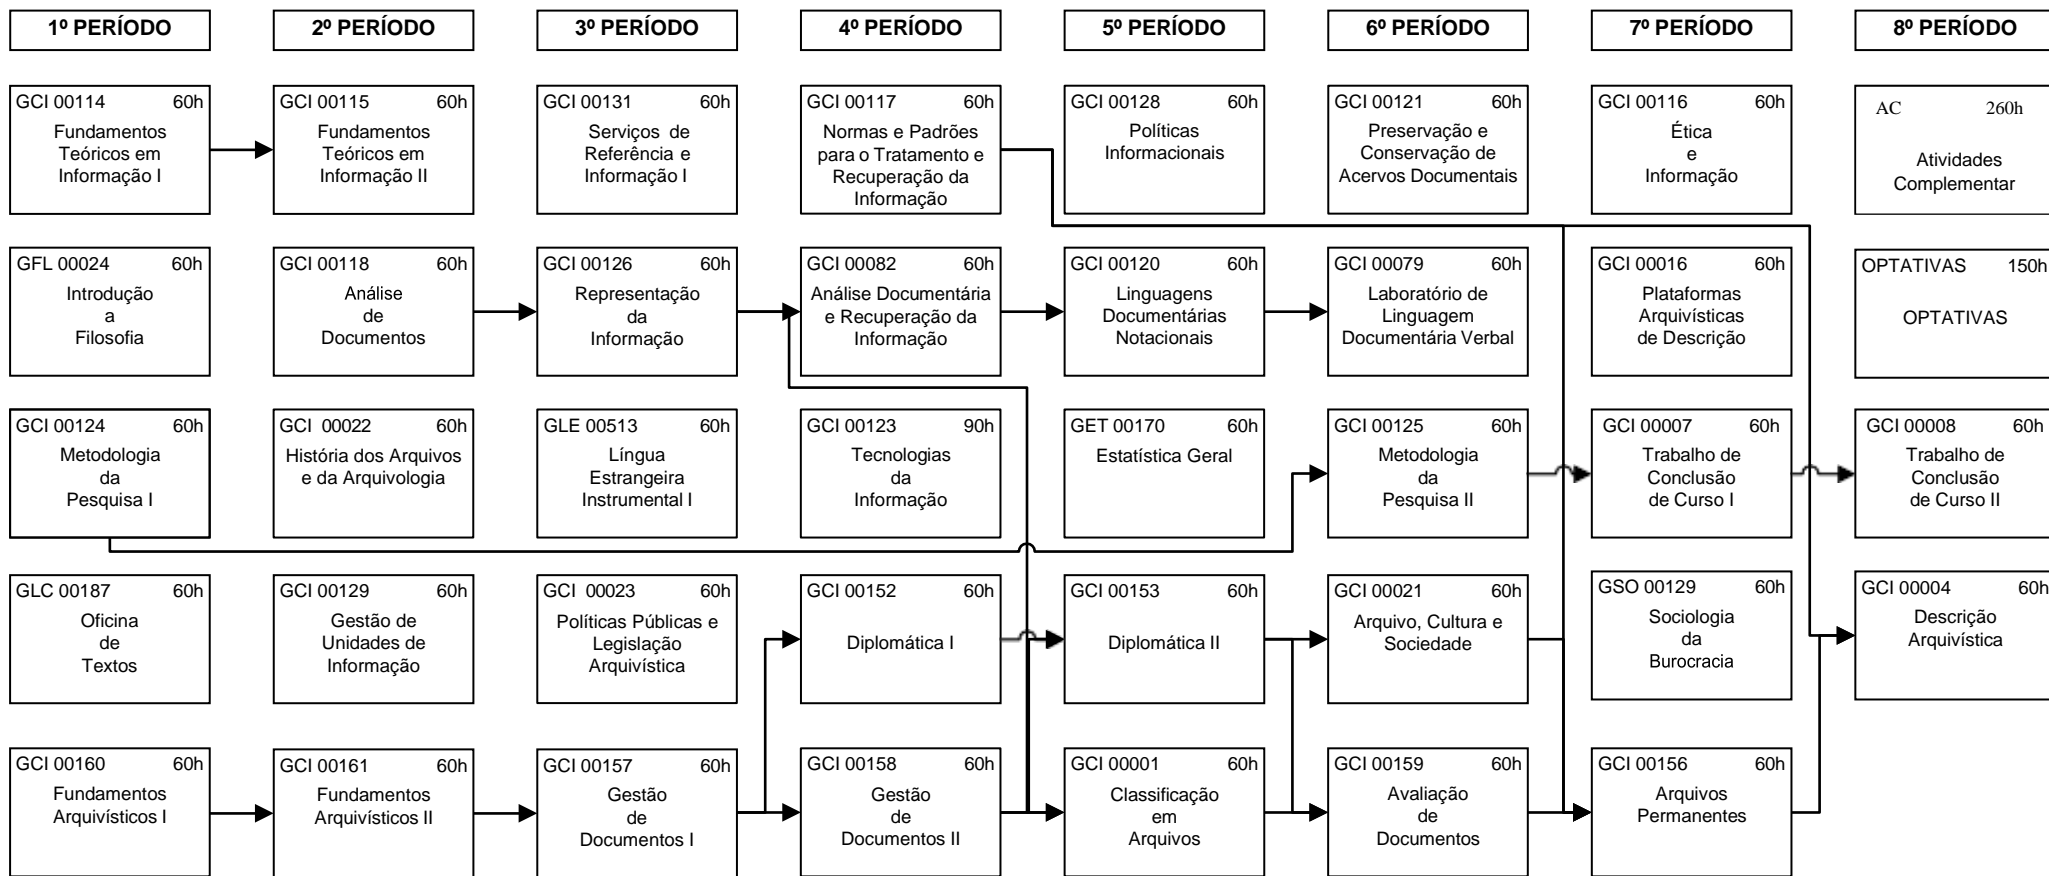 1º PERÍODO
2º PERÍODO
3º PERÍODO
4º PERÍODO
5º PERÍODO
6º PERÍODO
7º PERÍODO
8º PERÍODO
GCI 00114 60h
Fundamentos
Teóricos em
Informação I
GCI 00115 60h
Fundamentos
Teóricos em
Informação II
GCI 00131 60h
Serviços de
Referência e
Informação I
GCI 00117 60h
Normas e Padrões
para o Tratamento e
Recuperação da
Informação
GCI 00128 60h
Políticas
Informacionais
GCI 00121 60h
Preservação e
Conservação de
Acervos Documentais
GCI 00116 60h
Ética
e
Informação
AC 260h
Atividades
Complementar
GFL 00024 60h
Introdução
a
Filosofia
GCI 00118 60h
Análise
de
Documentos
GCI 00126 60h
Representação
da
Informação
GCI 00082 60h
Análise Documentária
e Recuperação da
Informação
GCI 00120 60h
Linguagens
Documentárias
Notacionais
GCI 00079 60h
Laboratório de
Linguagem
Documentária Verbal
GCI 00016 60h
Plataformas
Arquivísticas
de Descrição
OPTATIVAS 150h
OPTATIVAS
GCI 00124 60h
Metodologia
da
Pesquisa I
GCI 00022 60h
História dos Arquivos
e da Arquivologia
GLE 00513 60h
Língua
Estrangeira
Instrumental I
GCI 00123 90h
Tecnologias
da
Informação
GET 00170 60h
Estatística Geral
GCI 00125 60h
Metodologia
da
Pesquisa II
GCI 00007 60h
Trabalho de
Conclusão
de Curso I
GCI 00008 60h
Trabalho de
Conclusão
de Curso II
GLC 00187 60h
Oficina
de
Textos
GCI 00129 60h
Gestão de
Unidades de
Informação
GCI 00023 60h
Políticas Públicas e
Legislação
Arquivística
GCI 00152 60h
Diplomática I
GCI 00153 60h
Diplomática II
GCI 00021 60h
Arquivo, Cultura e
Sociedade
GSO 00129 60h
Sociologia
da
Burocracia
GCI 00004 60h
Descrição
Arquivística
GCI 00160 60h
Fundamentos
Arquivísticos I
GCI 00161 60h
Fundamentos
Arquivísticos II
GCI 00157 60h
Gestão
de
Documentos I
GCI 00158 60h
Gestão
de
Documentos II
GCI 00001 60h
Classificação
em
Arquivos
GCI 00159 60h
Avaliação
de
Documentos
GCI 00156 60h
Arquivos
Permanentes